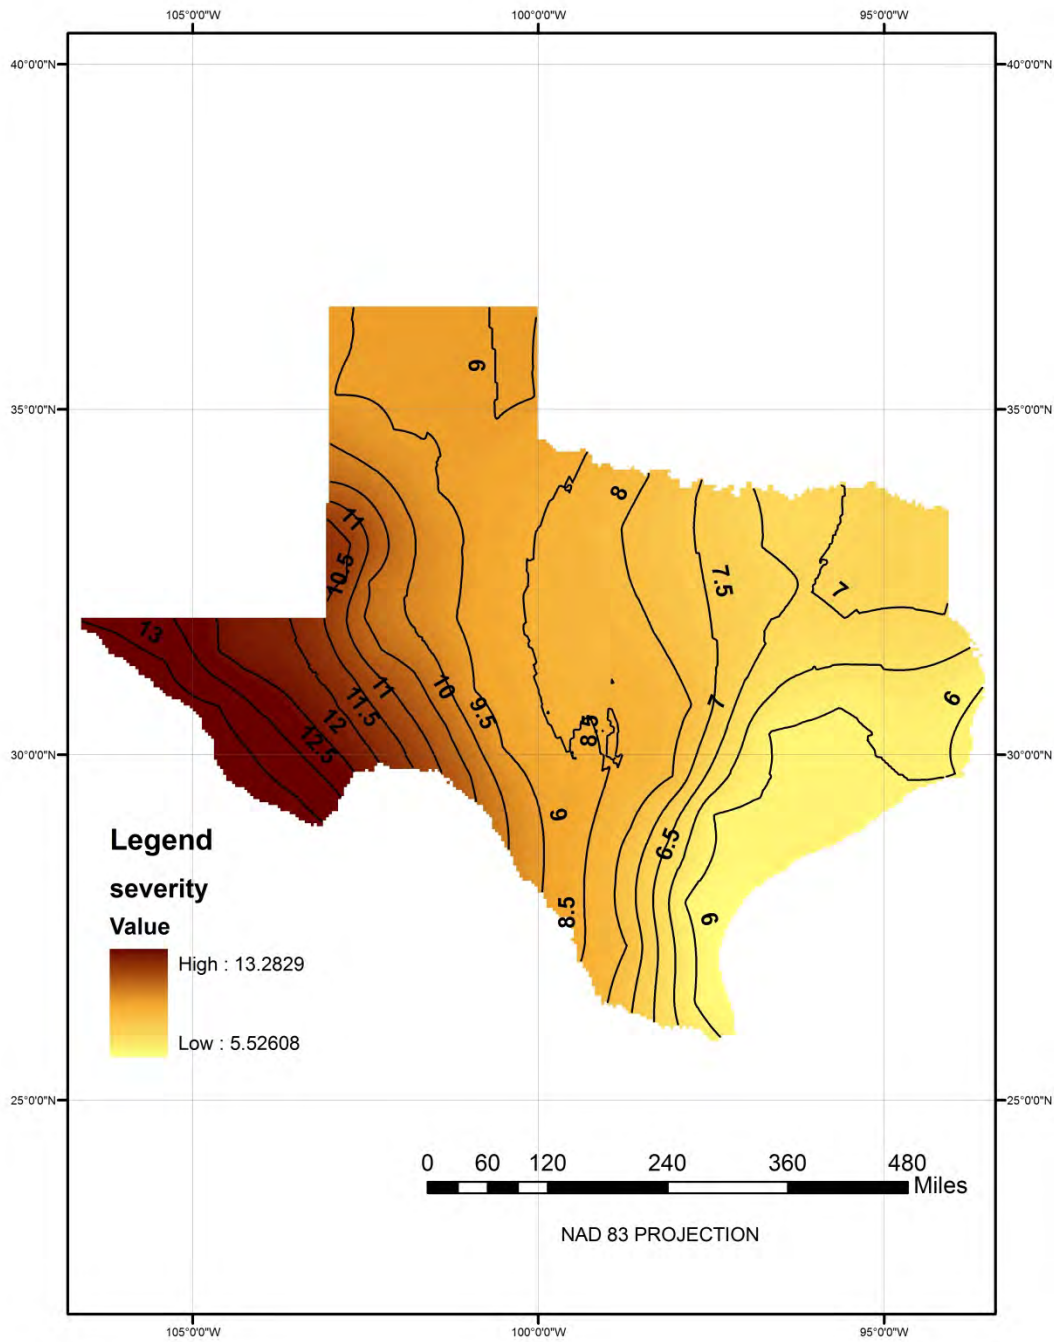 105°0'0"W 100°0'0"W 95°0'0"W
40°0'0"N 40°0'0"N
9
35°0'0"N 35°0'0"N
8
11
10.5
7.5
7
13
9.5
10
11
11.5
12
12.5
7
6
8.5
30°0'0"N 30°0'0"N
9
6.5
8.5
6
Legend
severity
Value
High : 13.2829
Low : 5.52608
25°0'0"N 25°0'0"N
0 60 120 240 360 480
Miles
NAD 83 PROJECTION
105°0'0"W 100°0'0"W 95°0'0"W